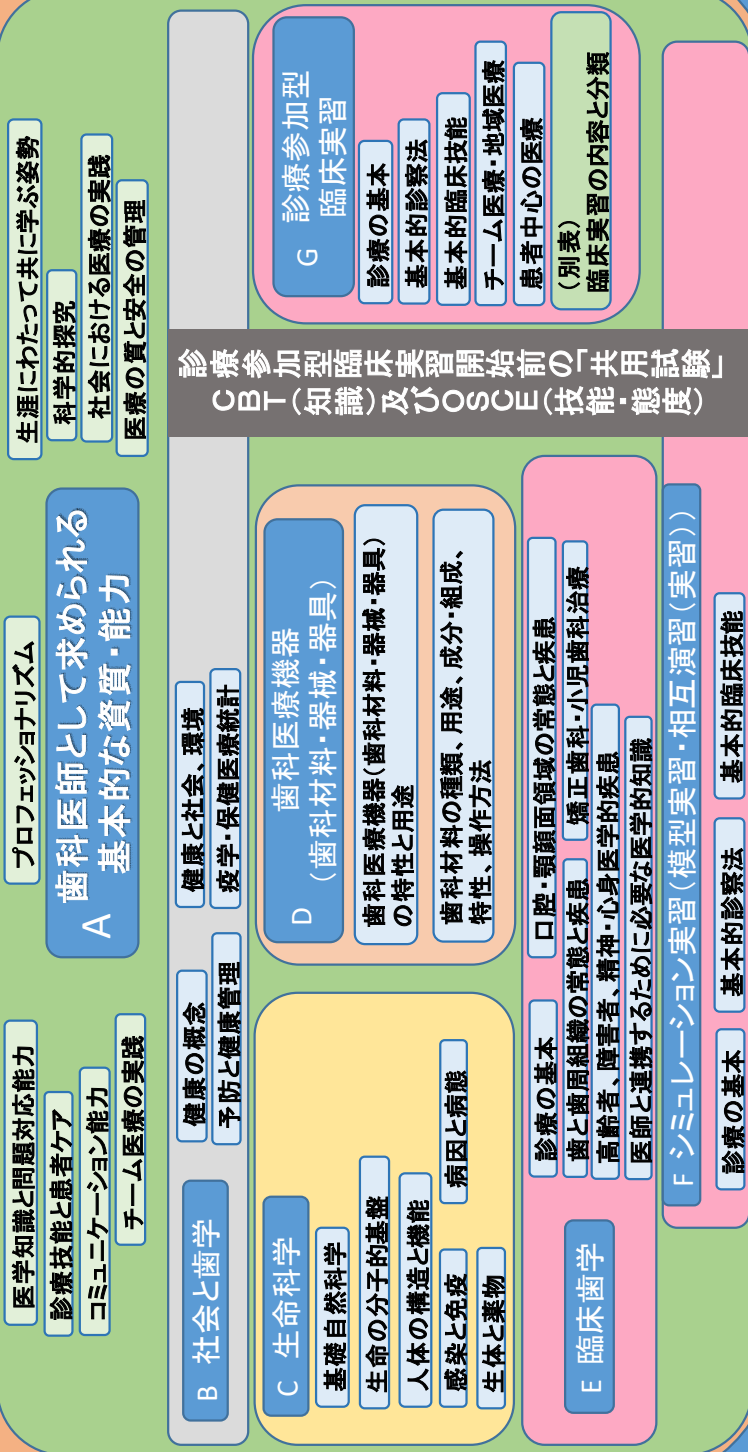 医学知識と問題対応能力
診療技能と患者ケア
コミュニケーション能力
チーム医療の実践
プロフェッショナリズム
A 歯科医師として求められる
基本的な資質・能力
生涯にわたって共に学ぶ姿勢
科学的探究
社会における医療の実践
医療の質と安全の管理
B 社会と歯学
健康の概念
予防と健康管理
健康と社会、環境
疫学・保健医療統計
C 生命科学
基礎自然科学
生命の分子的基盤
人体の構造と機能
感染と免疫
病因と病態
生体と薬物
D 歯科医療機器
（歯科材料・器械・器具）
歯科医療機器（歯科材料・器械・器具）
の特性と用途
歯科材料の種類、用途、成分・組成、
特性、操作方法
E 臨床歯学
診療の基本
口腔・顎顔面領域の常態と疾患
歯と歯周組織の常態と疾患
矯正歯科・小児歯科治療
高齢者、障害者、精神・心身医学的疾患
医師と連携するために必要な医学的知識
F シミュレーション実習（模型実習・相互演習（実習））
診療の基本
基本的診察法
基本的臨床技能
診療参加型臨床実習開始前の「共用試験」
CBT（知識）及びOSCE（技能・態度）
G 診療参加型
臨床実習
診療の基本
基本的診察法
基本的臨床技能
チーム医療・地域医療
患者中心の医療
（別表）
臨床実習の内容と分類